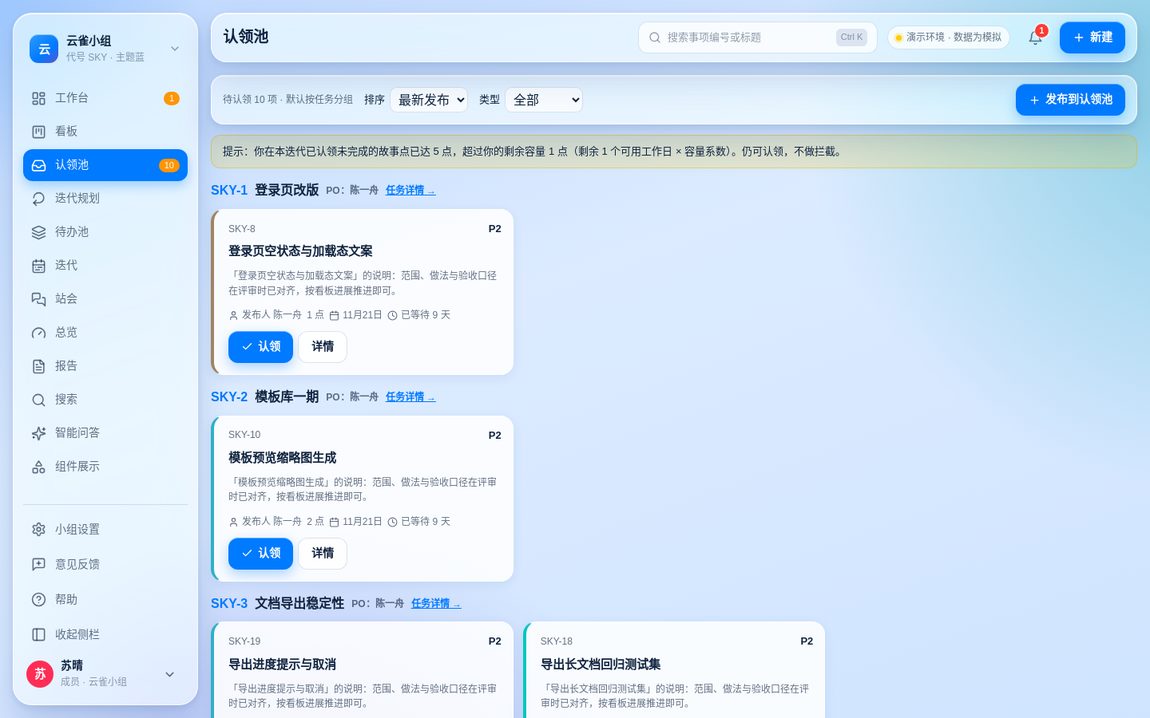 云
云雀小组
代号 SKY · 主题蓝
工作台
1
看板
认领池
10
迭代规划
待办池
迭代
站会
总览
报告
搜索
智能问答
组件展示
小组设置
意见反馈
帮助
收起侧栏
苏
苏晴
成员 · 云雀小组
认领池
搜索事项编号或标题
Ctrl K
演示环境 · 数据为模拟
1
新建
待认领 10 项 · 默认按任务分组
排序
最新发布
类型
全部
发布到认领池
提示：你在本迭代已认领未完成的故事点已达 5 点，超过你的剩余容量 1 点（剩余 1 个可用工作日 × 容量系数）。仍可认领，不做拦截。
SKY-1 登录页改版 PO：陈一舟 任务详情 →
SKY-8 P2
登录页空状态与加载态文案
「登录页空状态与加载态文案」的说明：范围、做法与验收口径
在评审时已对齐，按看板进展推进即可。
发布人 陈一舟 1 点 11月21日 已等待 9 天
认领 详情
SKY-2 模板库一期 PO：陈一舟 任务详情 →
SKY-10 P2
模板预览缩略图生成
「模板预览缩略图生成」的说明：范围、做法与验收口径在评审
时已对齐，按看板进展推进即可。
发布人 陈一舟 2 点 11月21日 已等待 9 天
认领 详情
SKY-3 文档导出稳定性 PO：陈一舟 任务详情 →
SKY-19 P2
导出进度提示与取消
「导出进度提示与取消」的说明：范围、做法与验收口径在评审
时已对齐，按看板进展推进即可。
SKY-18 P2
导出长文档回归测试集
「导出长文档回归测试集」的说明：范围、做法与验收口径在评
审时已对齐，按看板进展推进即可。